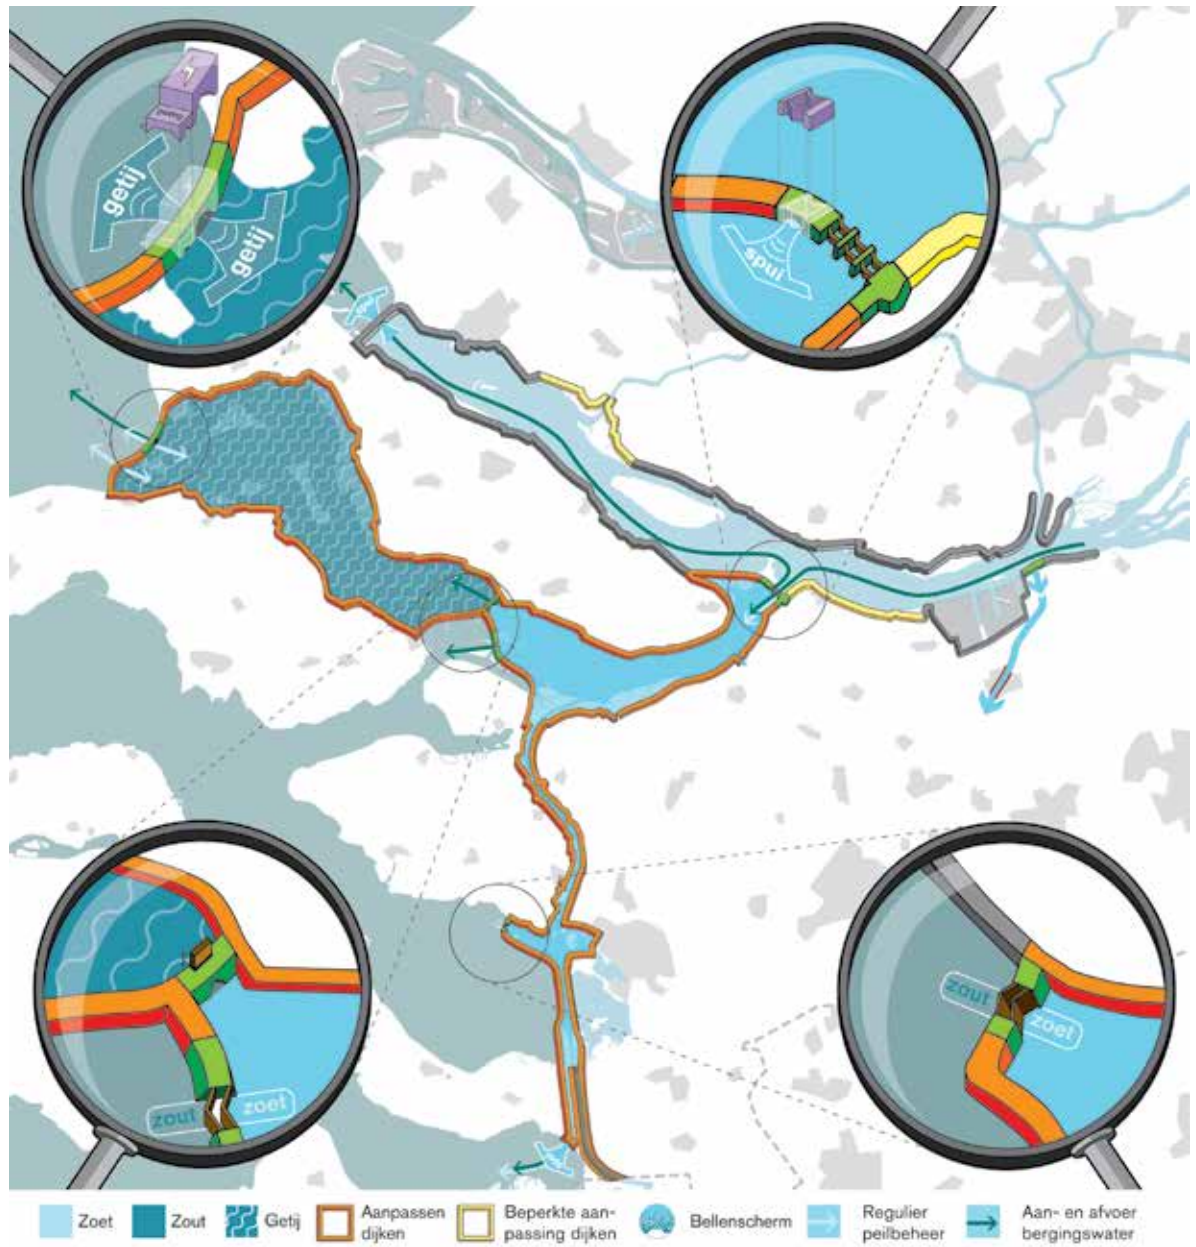 getij
getij
spui
zout
zoet
zout
zoet
Zoet
Zout
Getij
Aanpassen
dijken
Beperkte aan-
passing dijken
Bellenscherm
Regulier
peilbeheer
Aan- en afvoer
bergingswater